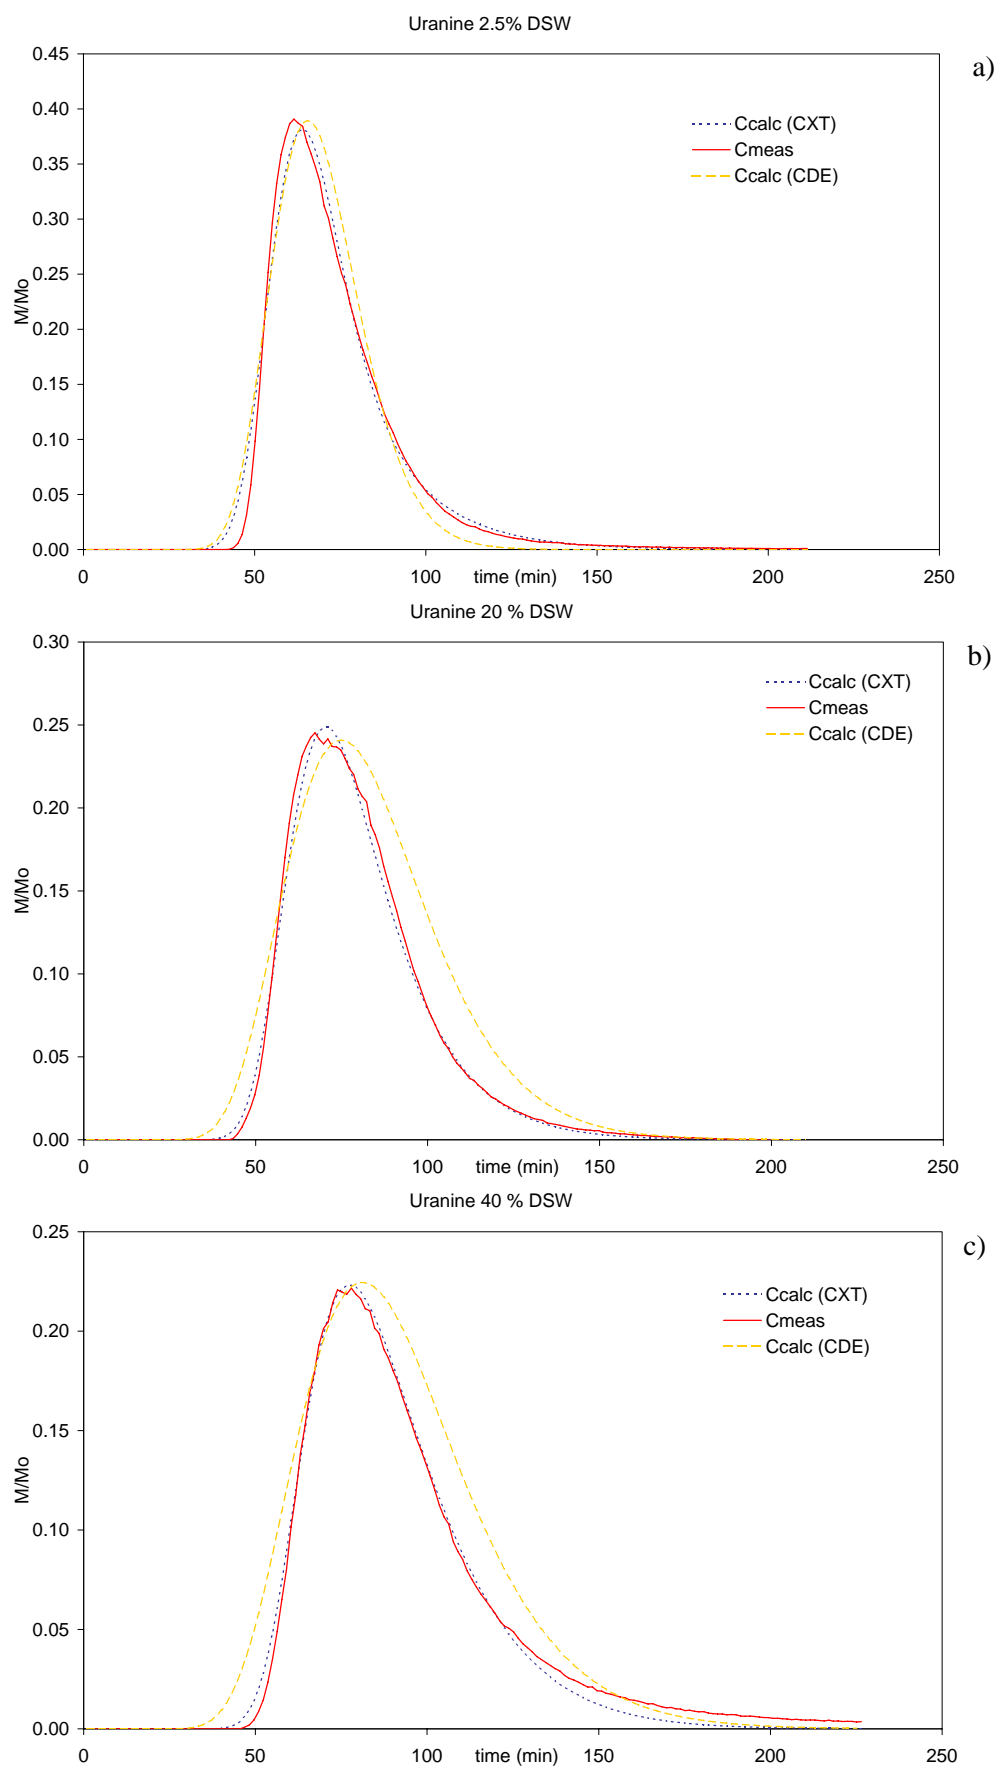 Uranine 2.5% DSW
a)
0.45
0.40
0.35
0.30
0.25
0.20
0.15
0.10
0.05
0.00
M/Mo
Ccalc (CXT)
Cmeas
Ccalc (CDE)
0 50 100 150 200 250
time (min)
Uranine 20 % DSW
b)
0.30
0.25
0.20
0.15
0.10
0.05
0.00
M/Mo
Ccalc (CXT)
Cmeas
Ccalc (CDE)
0 50 100 150 200 250
time (min)
Uranine 40 % DSW
c)
0.25
0.20
0.15
0.10
0.05
0.00
M/Mo
Ccalc (CXT)
Cmeas
Ccalc (CDE)
0 50 100 150 200 250
time (min)